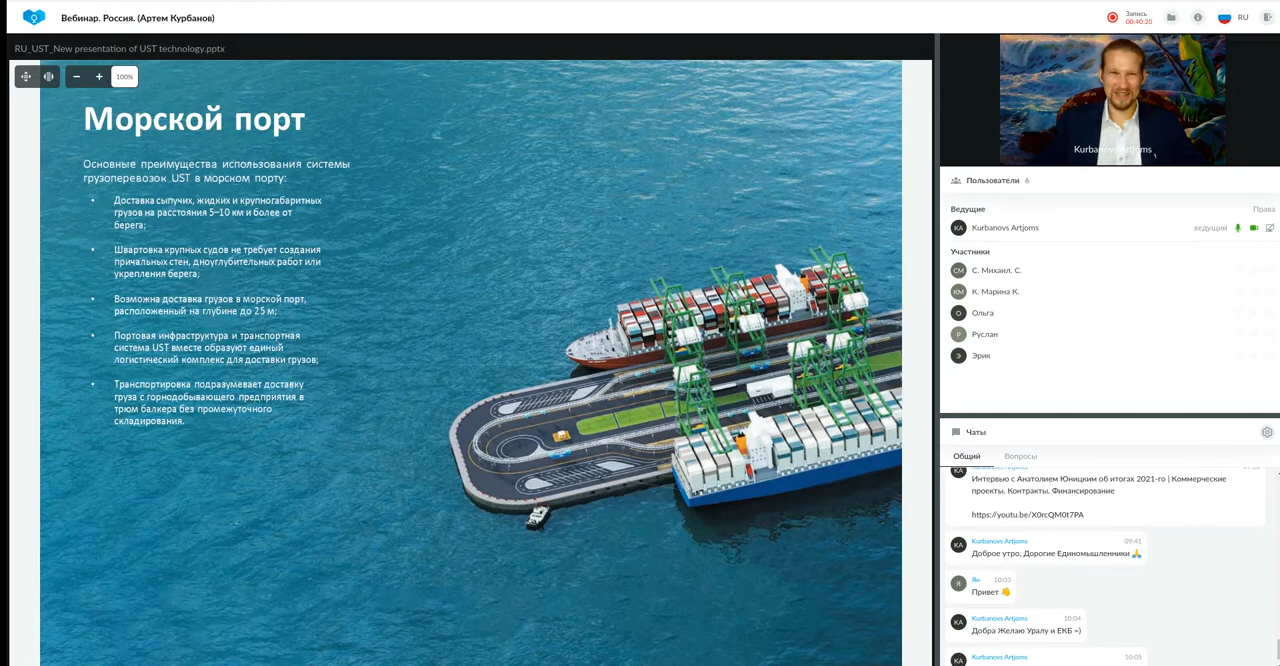 Вебинар. Россия. (Артем Курбанов)
Запись
00:40:20
RU
RU_UST_New presentation of UST technology.pptx
100%
Морской порт
Основные преимущества использования системы
грузоперевозок UST в морском порту:
• Доставка сыпучих, жидких и крупногабаритных
грузов на расстояния 5–10 км и более от
берега;
• Швартовка крупных судов не требует создания
причальных стен, дноуглубительных работ или
укрепления берега;
• Возможна доставка грузов в морской порт,
расположенный на глубине до 25 м;
• Портовая инфраструктура и транспортная
система UST вместе образуют единый
логистический комплекс для доставки грузов;
• Транспортировка подразумевает доставку
груза с горнодобывающего предприятия в
трюм балкера без промежуточного
складирования.
Kurbanovs Artjoms
Пользователи 6
Ведущие Права
KA Kurbanovs Artjoms ведущий
Участники
СМ С. Михаил. С.
КМ К. Марина К.
О Ольга
Р Руслан
Э Эрик
Чаты
Общий Вопросы
KA Kurbanovs Artjoms
Интервью с Анатолием Юницким об итогах 2021-го | Коммерческие
проекты. Контракты. Финансирование
https://youtu.be/X0rcQM0t7PA
KA Kurbanovs Artjoms 09:41
Доброе утро, Дорогие Единомышленники 🙏
Я Ян 10:03
Привет 👋
KA Kurbanovs Artjoms 10:04
Добра Желаю Уралу и ЕКБ =)
KA Kurbanovs Artjoms 10:05